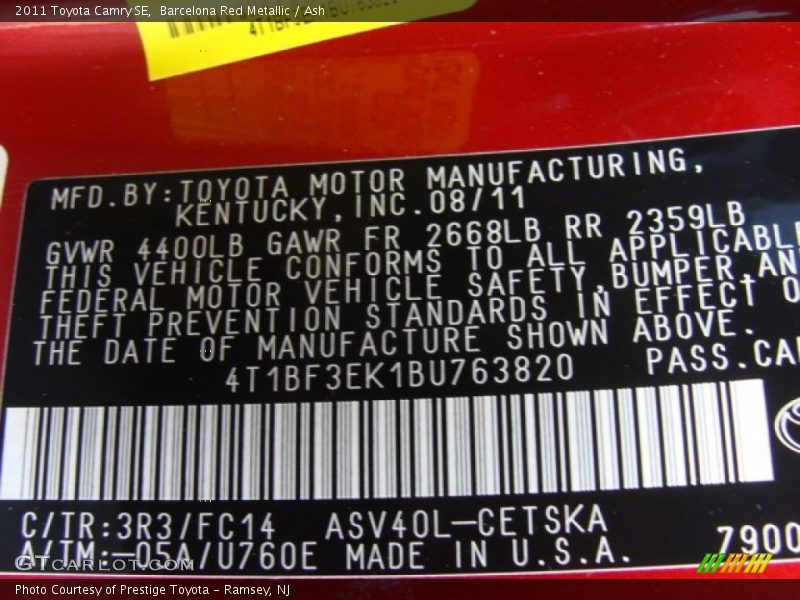 2011 Toyota Camry SE, Barcelona Red Metallic / Ash
MFD.BY:TOYOTA MOTOR MANUFACTURING,
KENTUCKY,INC.08/11
GVWR 4400LB GAWR FR 2668LB RR 2359LB
THIS VEHICLE CONFORMS TO ALL APPLICABLE
FEDERAL MOTOR VEHICLE SAFETY,BUMPER,AN
THEFT PREVENTION STANDARDS IN EFFECT O
THE DATE OF MANUFACTURE SHOWN ABOVE.
4T1BF3EK1BU763820 PASS.CA
C/TR:3R3/FC14 ASV40L-CETSKA
A/TM:-05A/U760E MADE IN U.S.A. 7900
GTCARLOT.COM
Photo Courtesy of Prestige Toyota - Ramsey, NJ